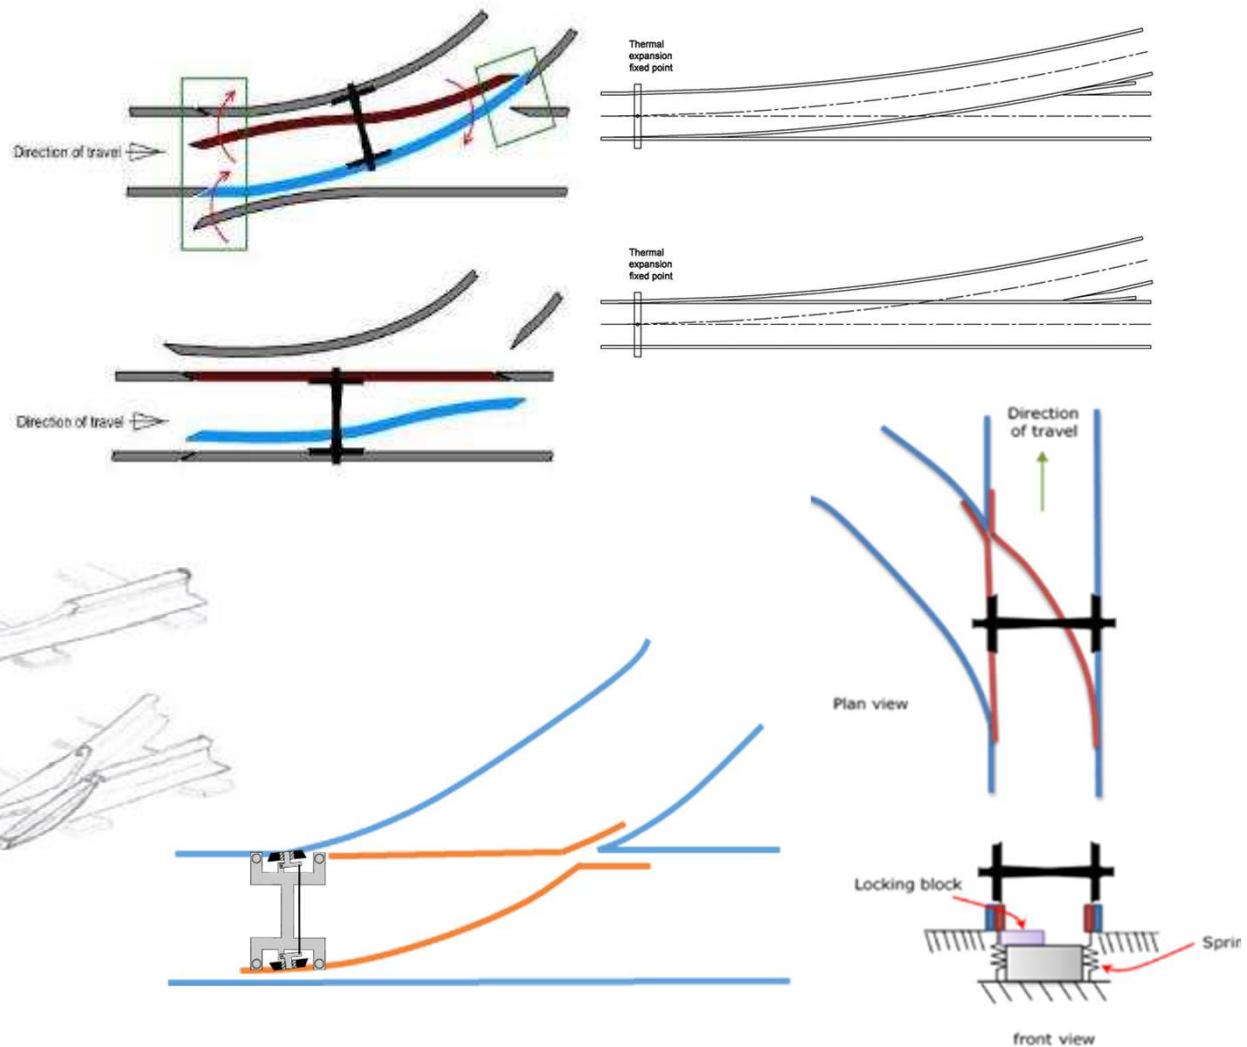 Direction of travel
Thermal
expansion
fixed point
Thermal
expansion
fixed point
Direction of travel
Direction
of travel
Plan view
Locking block
Sprin
front view